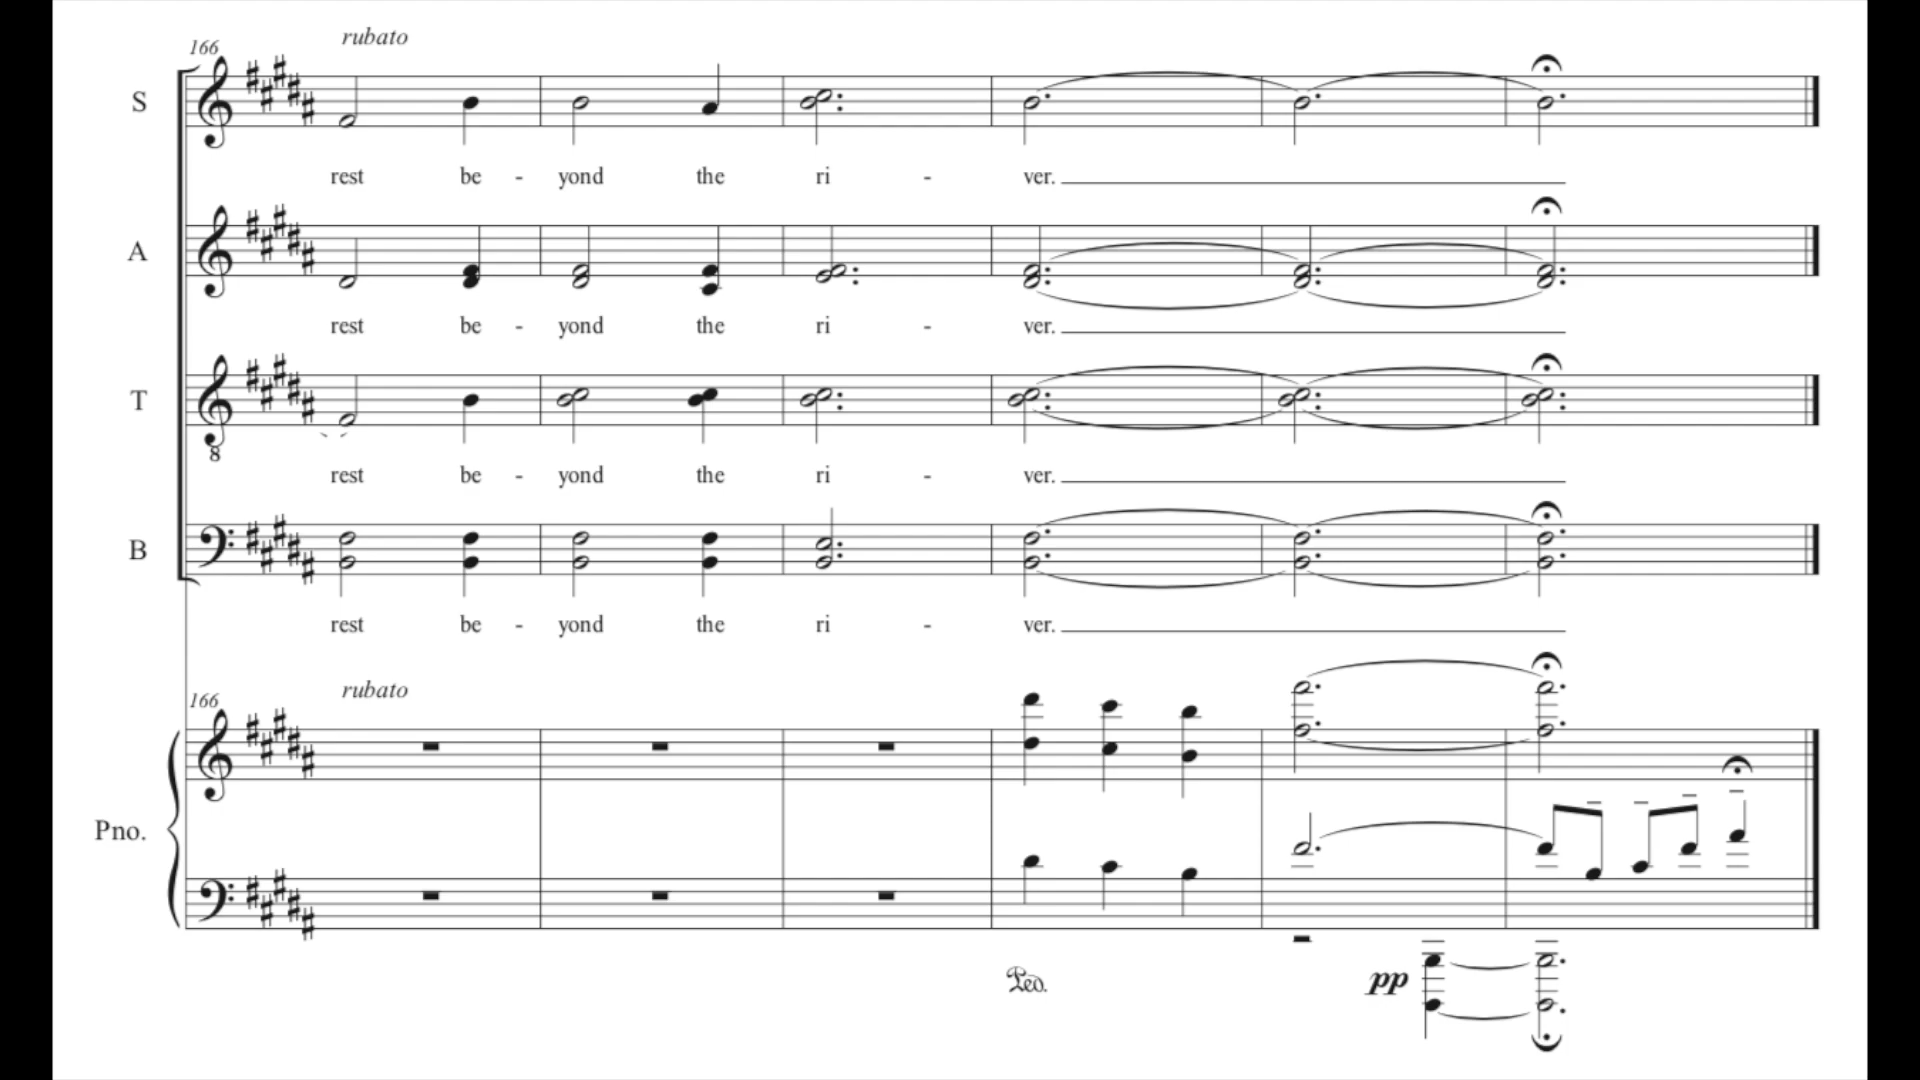 166 rubato
S
rest be - yond the ri - ver.
A
rest be - yond the ri - ver.
T
8
rest be - yond the ri - ver.
B
rest be - yond the ri - ver.
166 rubato
Pno.
Ped. pp